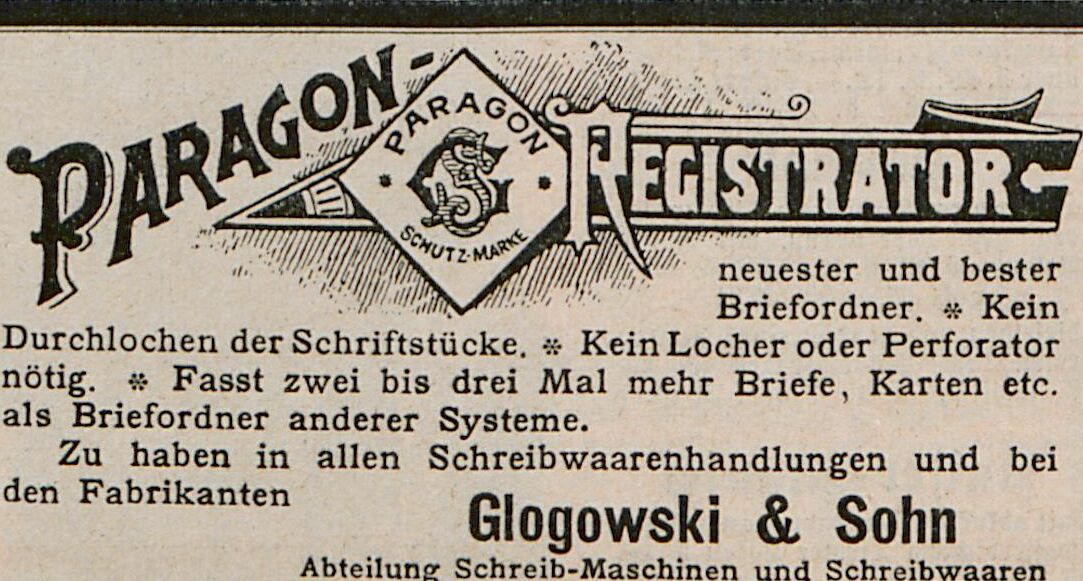 PARAGON-
PARAGON
SCHUTZ-MARKE
REGISTRATOR
neuester und bester
Briefordner. * Kein
Durchlochen der Schriftstücke. * Kein Locher oder Perforator
nötig. * Fasst zwei bis drei Mal mehr Briefe, Karten etc.
als Briefordner anderer Systeme.
Zu haben in allen Schreibwaarenhandlungen und bei
den Fabrikanten
Glogowski & Sohn
Abteilung Schreib-Maschinen und Schreibwaaren